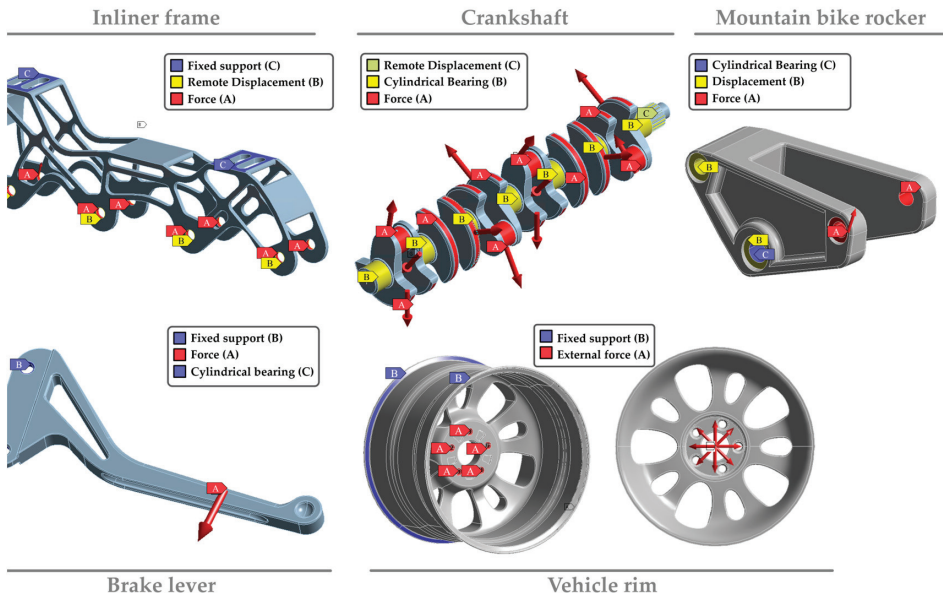 Inliner frame
Crankshaft
Mountain bike rocker
Fixed support (C)
Remote Displacement (B)
Force (A)
Remote Displacement (C)
Cylindrical Bearing (B)
Force (A)
Cylindrical Bearing (C)
Displacement (B)
Force (A)
C
C
A
A
A
A
A
A
A
B
B
B
A
A
A
A
A
A
A
A
A
B
B
B
B
B
B
B
C
B
B
C
A
A
Fixed support (B)
Force (A)
Cylindrical bearing (C)
Fixed support (B)
External force (A)
B
A
B
B
A
A
A
A
A
Brake lever
Vehicle rim